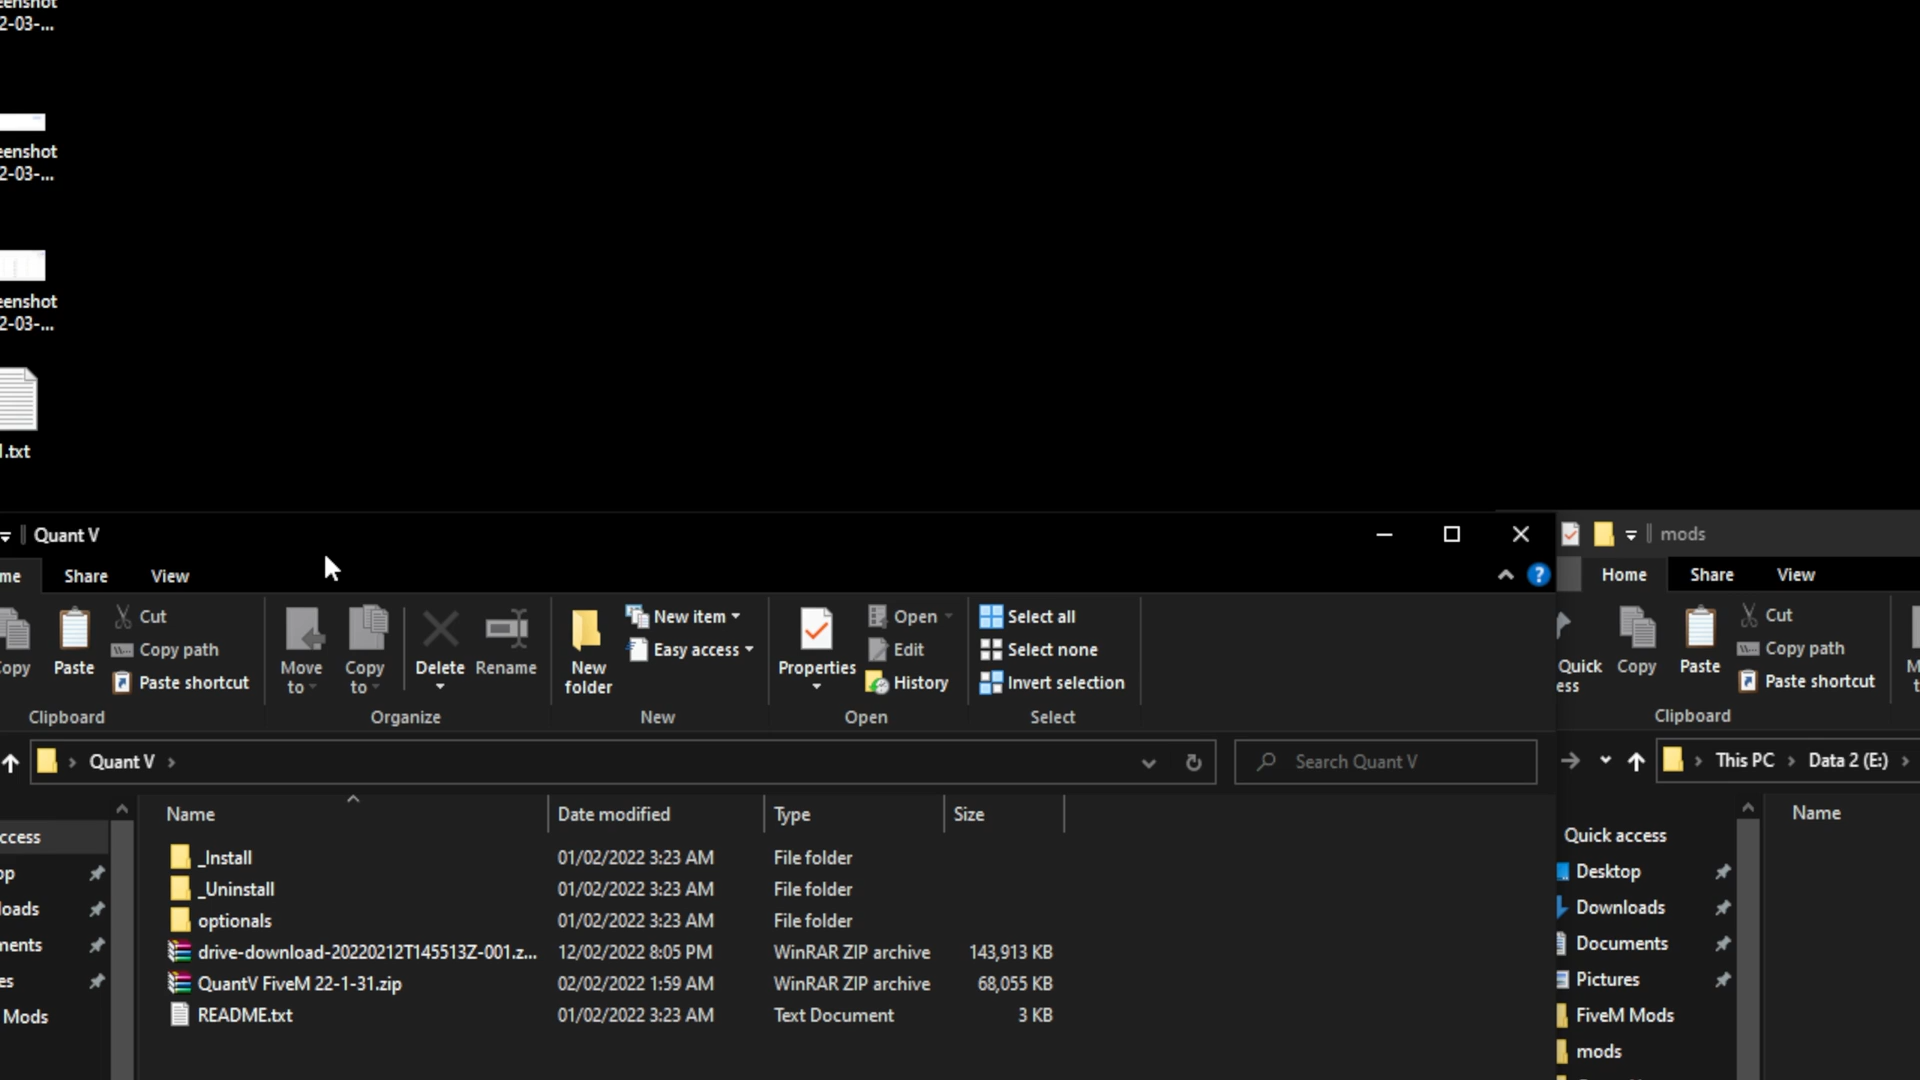 eenshot
2-03-...
eenshot
2-03-...
eenshot
2-03-...
.txt
Quant V
me
Share
View
Cut
Copy path
Paste shortcut
opy
Paste
Clipboard
Move to
Copy to
Delete
Rename
Organize
New folder
New item
Easy access
New
Properties
Open
Edit
History
Open
Select all
Select none
Invert selection
Select
Quant V
Search Quant V
Name
Date modified
Type
Size
ccess
op
oads
nents
es
Mods
_Install 01/02/2022 3:23 AM File folder
_Uninstall 01/02/2022 3:23 AM File folder
optionals 01/02/2022 3:23 AM File folder
drive-download-20220212T145513Z-001.z... 12/02/2022 8:05 PM WinRAR ZIP archive 143,913 KB
QuantV FiveM 22-1-31.zip 02/02/2022 1:59 AM WinRAR ZIP archive 68,055 KB
README.txt 01/02/2022 3:23 AM Text Document 3 KB
mods
Home
Share
View
Quick
ess
Copy
Paste
Cut
Copy path
Paste shortcut
Clipboard
M
t
This PC
Data 2 (E:)
Name
Quick access
Desktop
Downloads
Documents
Pictures
FiveM Mods
mods